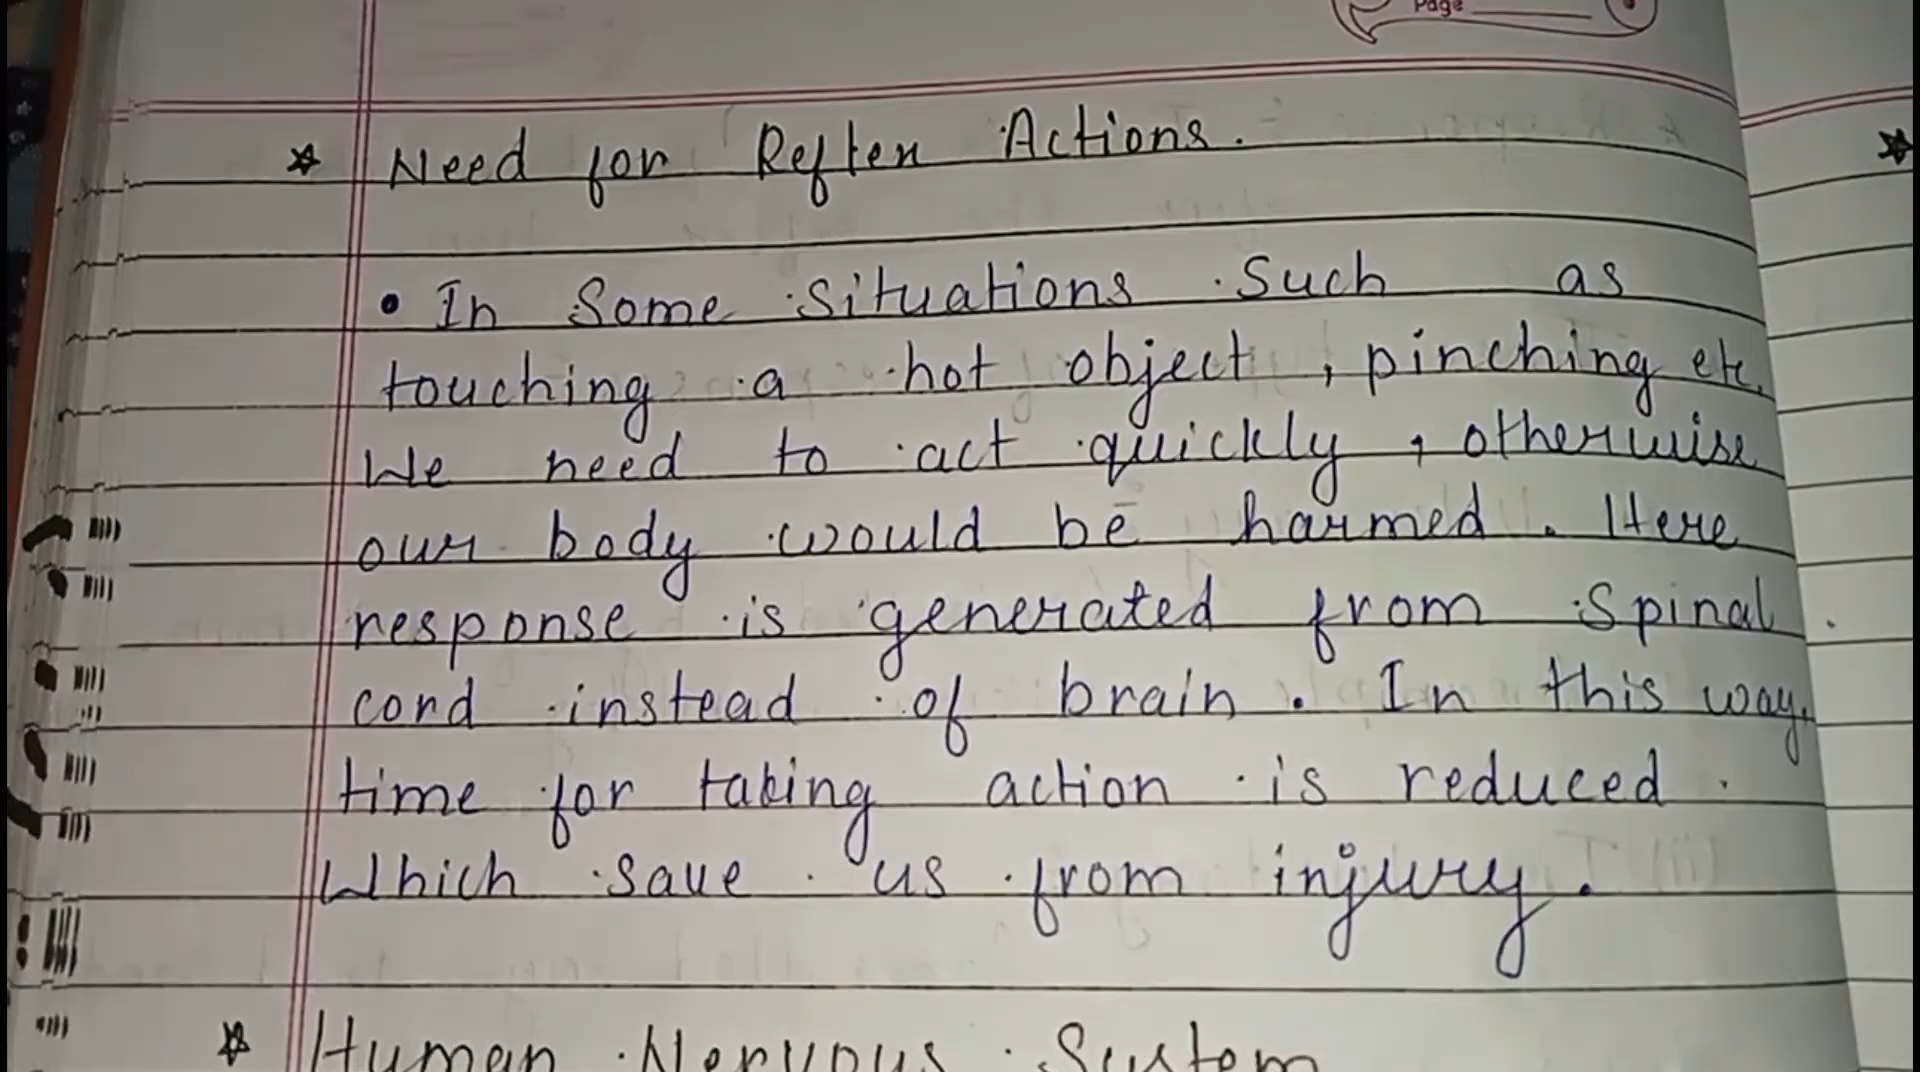 Page
☆ Need for Reflex Actions.
• In Some situations such as
touching a hot object, pinching etc.
We need to act quickly, otherwise
our body would be harmed. Here
response is generated from spinal
cord instead of brain. In this way,
time for taking action is reduced.
Which save us from injury.
☆ Human Nervous System